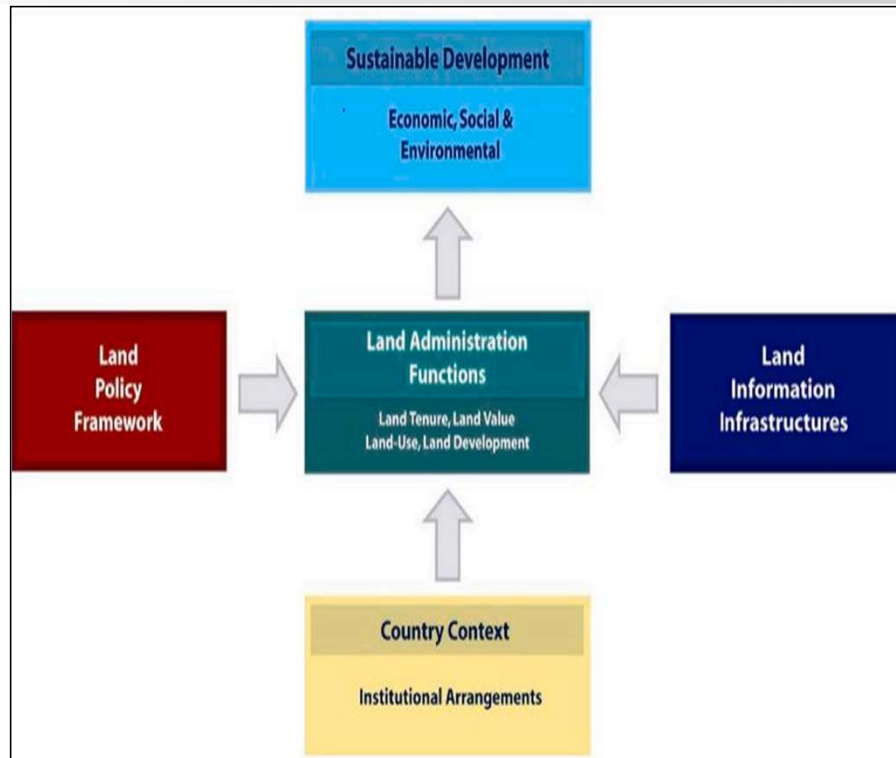 Sustainable Development
Economic, Social &
Environmental
Land
Policy
Framework
Land Administration
Functions
Land Tenure, Land Value
Land-Use, Land Development
Land
Information
Infrastructures
Country Context
Institutional Arrangements